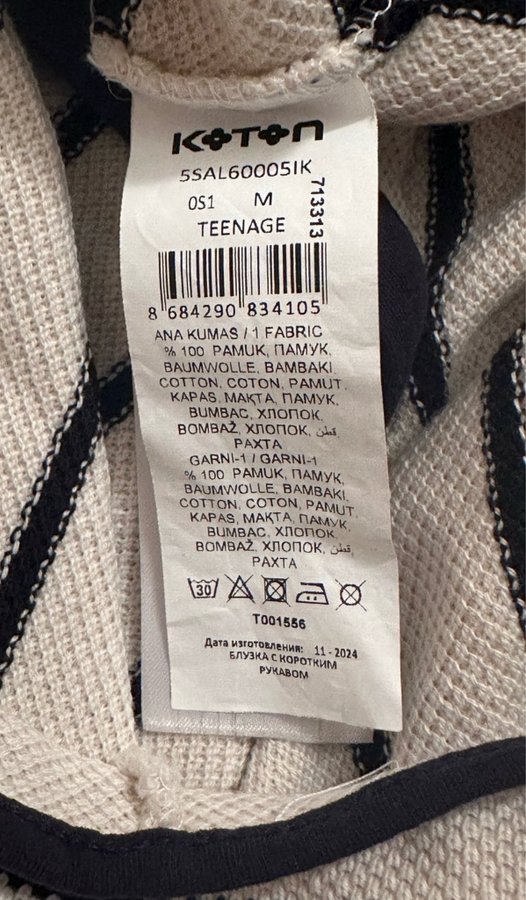 KOTON
5SAL60005IK
0S1 M
713313
TEENAGE
8 684290 834105
ANA KUMAS / 1 FABRIC
% 100 PAMUK, ПАМУК,
BAUMWOLLE, BAMBAKI,
COTTON, COTON, PAMUT,
KAPAS, МАҚТА, ПАМУК,
BUMBAC, ХЛОПОК,
BOMBAŽ, ХЛОПОК, قطن,
PAXTA
GARNI-1 / GARNI-1
% 100 PAMUK, ПАМУК,
BAUMWOLLE, BAMBAKI,
COTTON, COTON, PAMUT,
KAPAS, МАҚТА, ПАМУК,
BUMBAC, ХЛОПОК,
BOMBAŽ, ХЛОПОК, قطن,
PAXTA
30
T001556
Дата изготовления: 11 - 2024
БЛУЗКА С КОРОТКИМ
РУКАВОМ